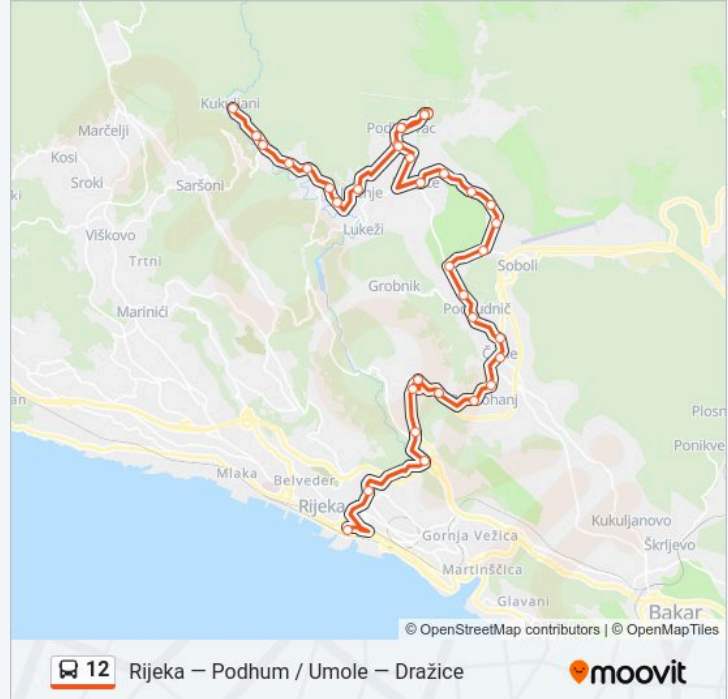 Kukuljani
Marčelji
Kosi
Sroki
Saršoni
Lukeži
Viškovo
Trtni
Soboli
Grobnik
Marinići
Plosn
Ponikve
Mlaka
Belveder
Rijeka
Gornja Vežica
Kukuljanovo
Škrljevo
Martinšćica
Glavani
Bakar
© OpenStreetMap contributors | © OpenMapTiles
12 Rijeka — Podhum / Umole — Dražice
moovit